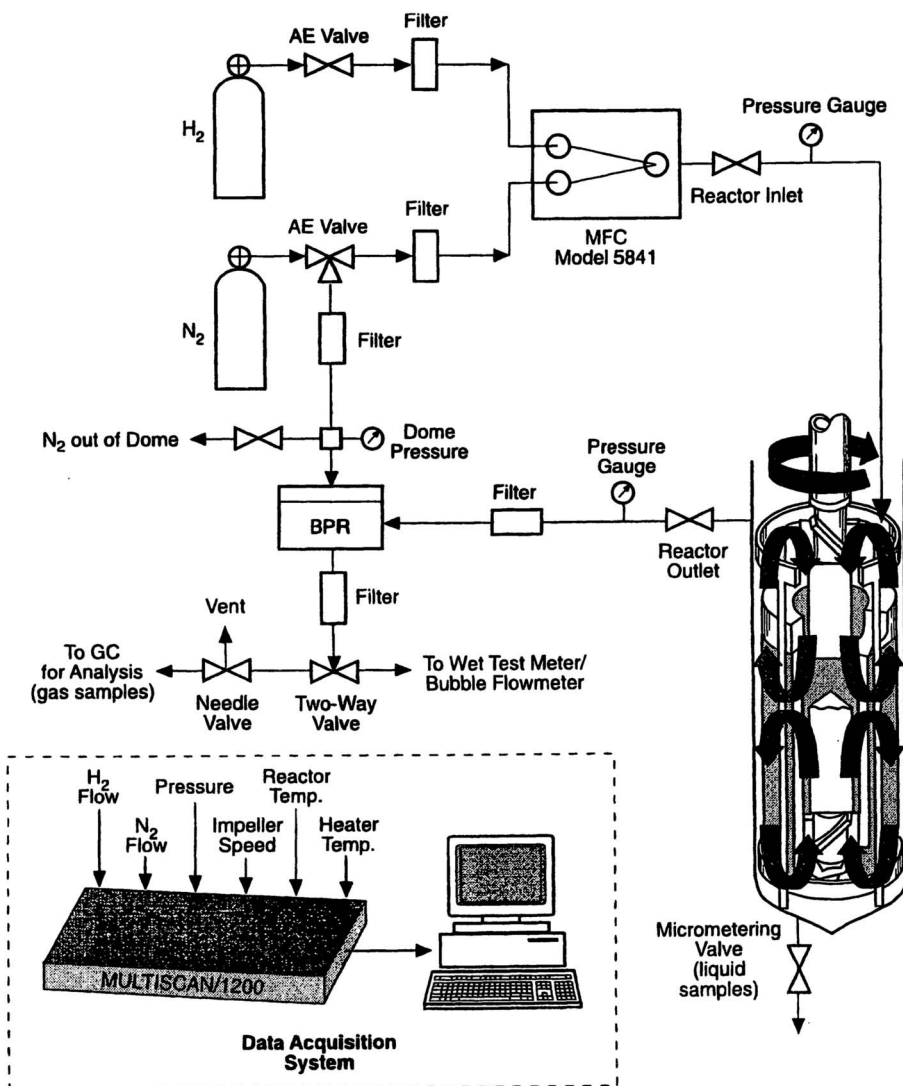 Filter
AE Valve
H2
Pressure Gauge
Filter
AE Valve
Reactor Inlet
MFC
Model 5841
N2
Filter
N2 out of Dome
Dome
Pressure
Pressure
Gauge
Filter
BPR
Reactor
Outlet
Filter
Vent
To GC
for Analysis
(gas samples)
To Wet Test Meter/
Bubble Flowmeter
Needle
Valve
Two-Way
Valve
H2
Flow
Pressure
Reactor
Temp.
N2
Flow
Impeller
Speed
Heater
Temp.
MULTISCAN/1200
Micrometering
Valve
(liquid
samples)
Data Acquisition
System